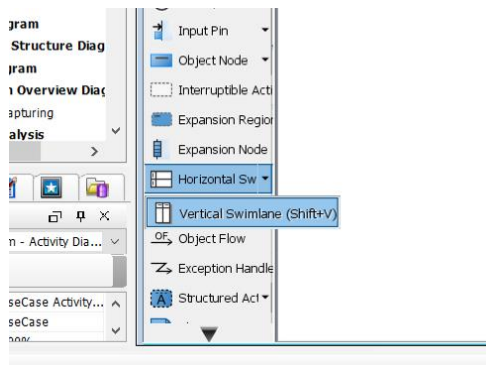 gram
Structure Diag
gram
n Overview Diag
apturing
alysis
m - Activity Dia...
seCase Activity...
seCase
Input Pin
Object Node
Interruptible Acti
Expansion Region
Expansion Node
Horizontal Sw
Vertical Swimlane (Shift+V)
OF
Object Flow
Exception Handle
Structured Act